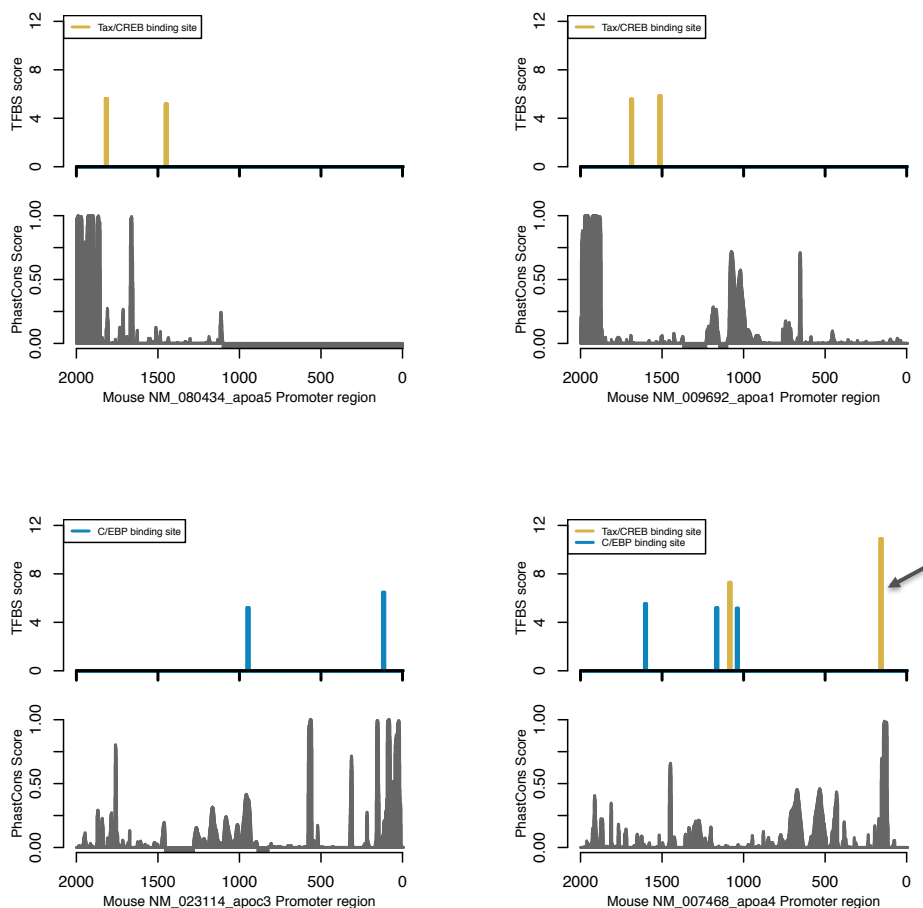 Tax/CREB binding site
TFBS score
12
8
4
0
2000 1500 1000 500 0
PhastCons Score
1.00
0.50
0.00
2000 1500 1000 500 0
Mouse NM_080434_apoa5 Promoter region
Tax/CREB binding site
TFBS score
12
8
4
0
PhastCons Score
1.00
0.50
0.00
2000 1500 1000 500 0
Mouse NM_009692_apoa1 Promoter region
C/EBP binding site
TFBS score
12
8
4
0
PhastCons Score
1.00
0.50
0.00
2000 1500 1000 500 0
Mouse NM_023114_apoc3 Promoter region
Tax/CREB binding site
C/EBP binding site
TFBS score
12
8
4
0
PhastCons Score
1.00
0.50
0.00
2000 1500 1000 500 0
Mouse NM_007468_apoa4 Promoter region